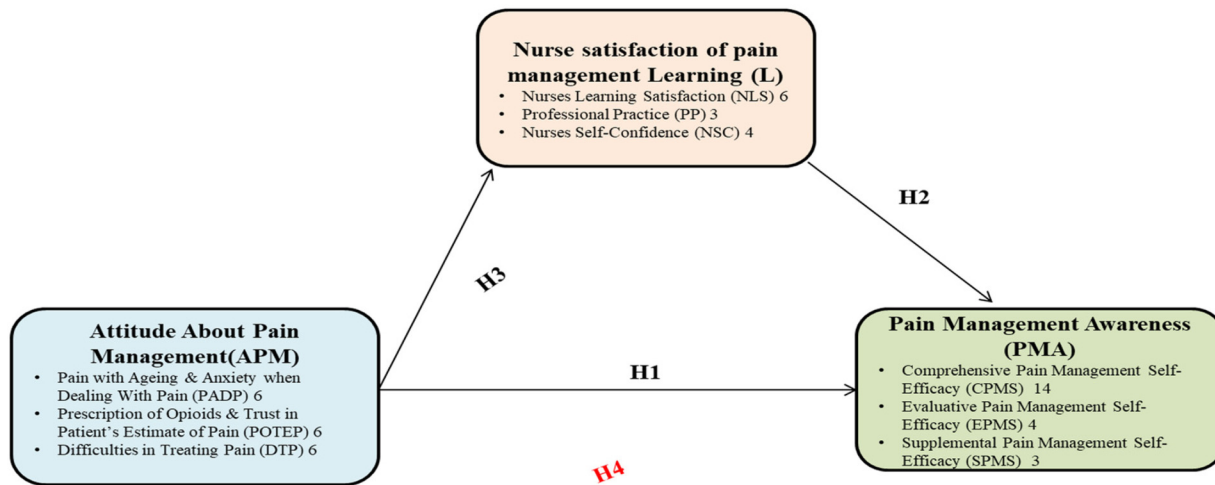 Nurse satisfaction of pain
management Learning (L)
• Nurses Learning Satisfaction (NLS) 6
• Professional Practice (PP) 3
• Nurses Self-Confidence (NSC) 4
H2
H3
Attitude About Pain
Management(APM)
• Pain with Ageing & Anxiety when
Dealing With Pain (PADP) 6
• Prescription of Opioids & Trust in
Patient's Estimate of Pain (POTEP) 6
• Difficulties in Treating Pain (DTP) 6
H1
Pain Management Awareness
(PMA)
• Comprehensive Pain Management Self-
Efficacy (CPMS) 14
• Evaluative Pain Management Self-
Efficacy (EPMS) 4
• Supplemental Pain Management Self-
Efficacy (SPMS) 3
H4